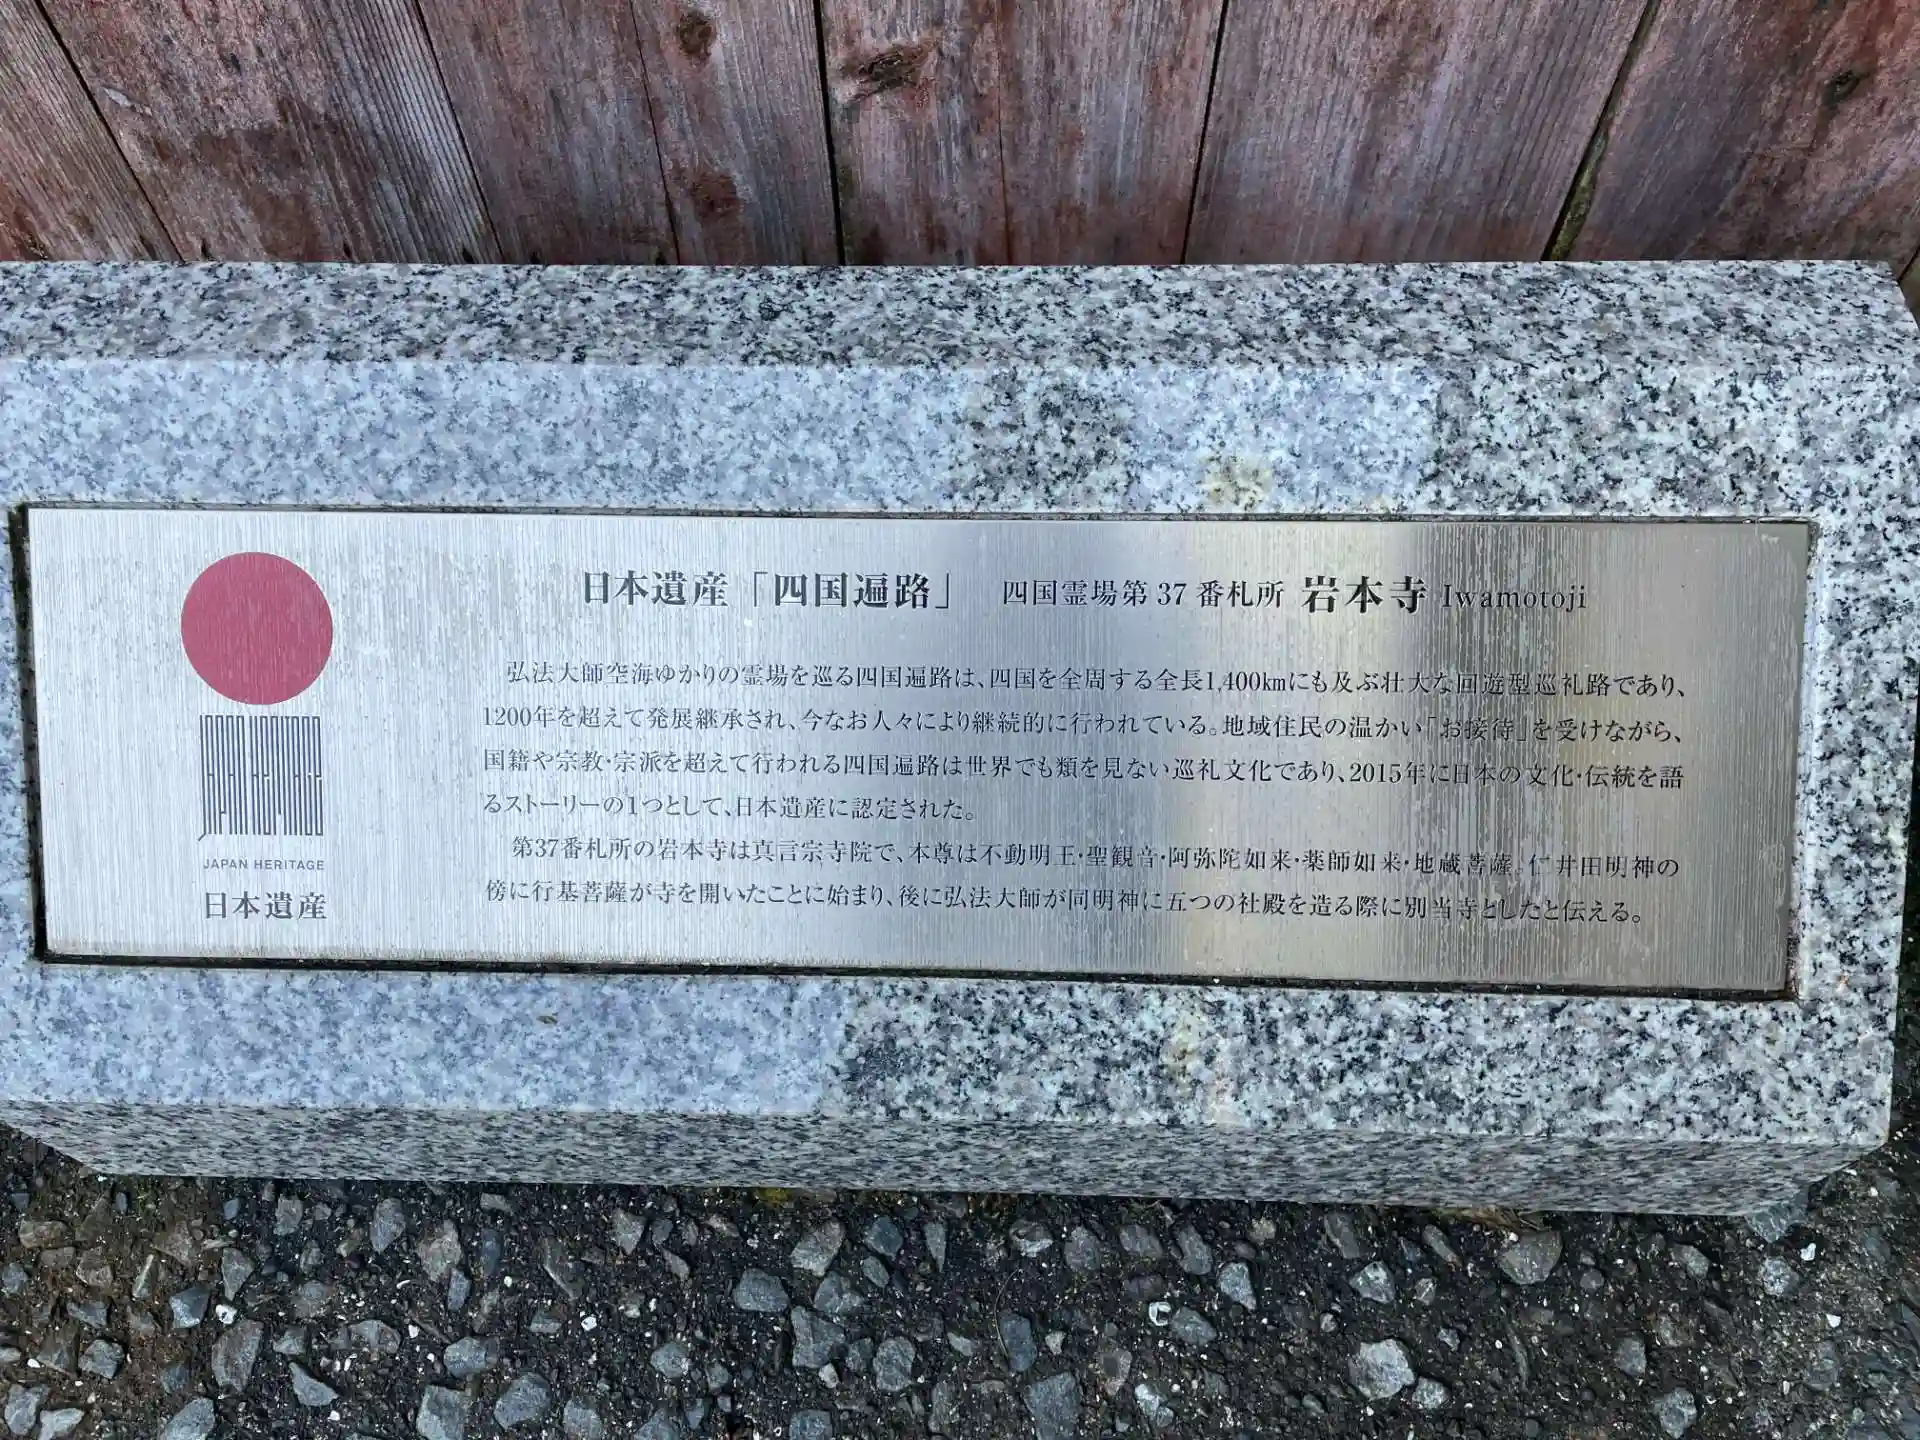 日本遺産「四国遍路」 四国霊場第37番札所 岩本寺 Iwamotoji
弘法大師空海ゆかりの霊場を巡る四国遍路は、四国を全周する全長1,400kmにも及ぶ壮大な回遊型巡礼路であり、
1200年を超えて発展継承され、今なお人々により継続的に行われている。地域住民の温かい「お接待」を受けながら、
国籍や宗教・宗派を超えて行われる四国遍路は世界でも類を見ない巡礼文化であり、2015年に日本の文化・伝統を語
るストーリーの1つとして、日本遺産に認定された。
第37番札所の岩本寺は真言宗寺院で、本尊は不動明王・聖観音・阿弥陀如来・薬師如来・地蔵菩薩。仁井田明神の
傍に行基菩薩が寺を開いたことに始まり、後に弘法大師が同明神に五つの社殿を造る際に別当寺としたと伝える。
JAPAN HERITAGE
JAPAN HERITAGE
日本遺産